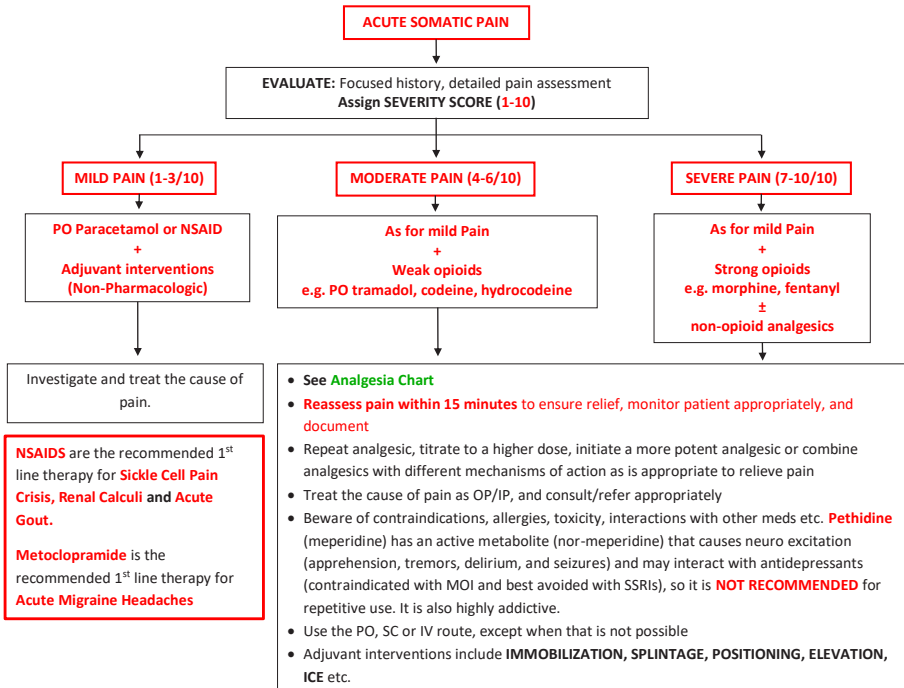 ACUTE SOMATIC PAIN
EVALUATE: Focused history, detailed pain assessment
Assign SEVERITY SCORE (1-10)
MILD PAIN (1-3/10)
MODERATE PAIN (4-6/10)
SEVERE PAIN (7-10/10)
PO Paracetamol or NSAID
+
Adjuvant interventions
(Non-Pharmacologic)
As for mild Pain
+
Weak opioids
e.g. PO tramadol, codeine, hydrocodeine
As for mild Pain
+
Strong opioids
e.g. morphine, fentanyl
±
non-opioid analgesics
Investigate and treat the cause of
pain.
NSAIDS are the recommended 1st
line therapy for Sickle Cell Pain
Crisis, Renal Calculi and Acute
Gout.
Metoclopramide is the
recommended 1st line therapy for
Acute Migraine Headaches
• See Analgesia Chart
• Reassess pain within 15 minutes to ensure relief, monitor patient appropriately, and
document
• Repeat analgesic, titrate to a higher dose, initiate a more potent analgesic or combine
analgesics with different mechanisms of action as is appropriate to relieve pain
• Treat the cause of pain as OP/IP, and consult/refer appropriately
• Beware of contraindications, allergies, toxicity, interactions with other meds etc. Pethidine
(meperidine) has an active metabolite (nor-meperidine) that causes neuro excitation
(apprehension, tremors, delirium, and seizures) and may interact with antidepressants
(contraindicated with MOI and best avoided with SSRIs), so it is NOT RECOMMENDED for
repetitive use. It is also highly addictive.
• Use the PO, SC or IV route, except when that is not possible
• Adjuvant interventions include IMMOBILIZATION, SPLINTAGE, POSITIONING, ELEVATION,
ICE etc.